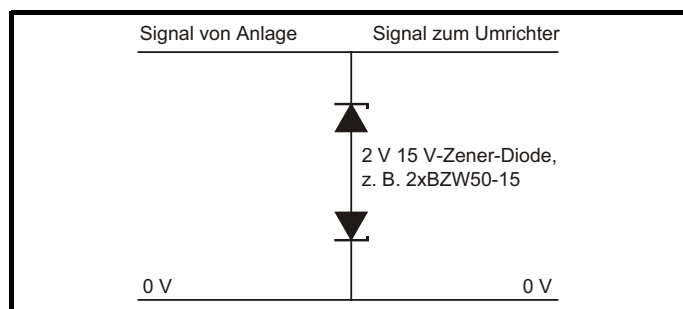 Signal von Anlage
Signal zum Umrichter
2 V 15 V-Zener-Diode,
z. B. 2xBZW50-15
0 V
0 V